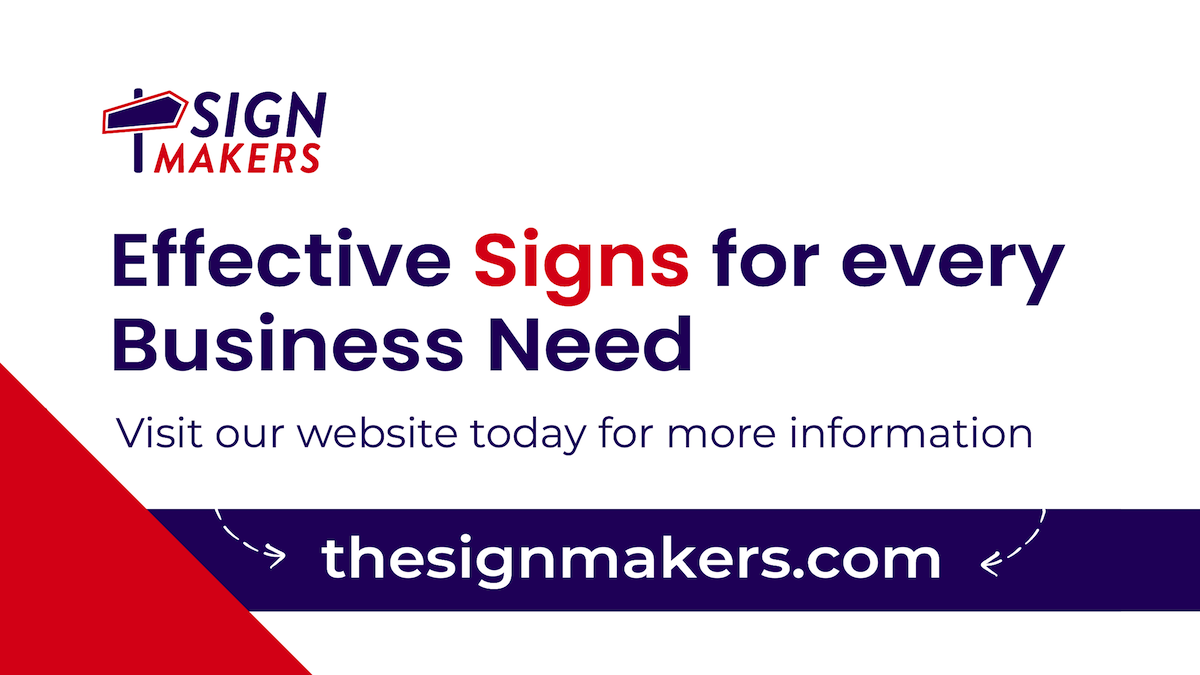 SIGN
MAKERS
Effective Signs for every
Business Need
Visit our website today for more information
thesignmakers.com